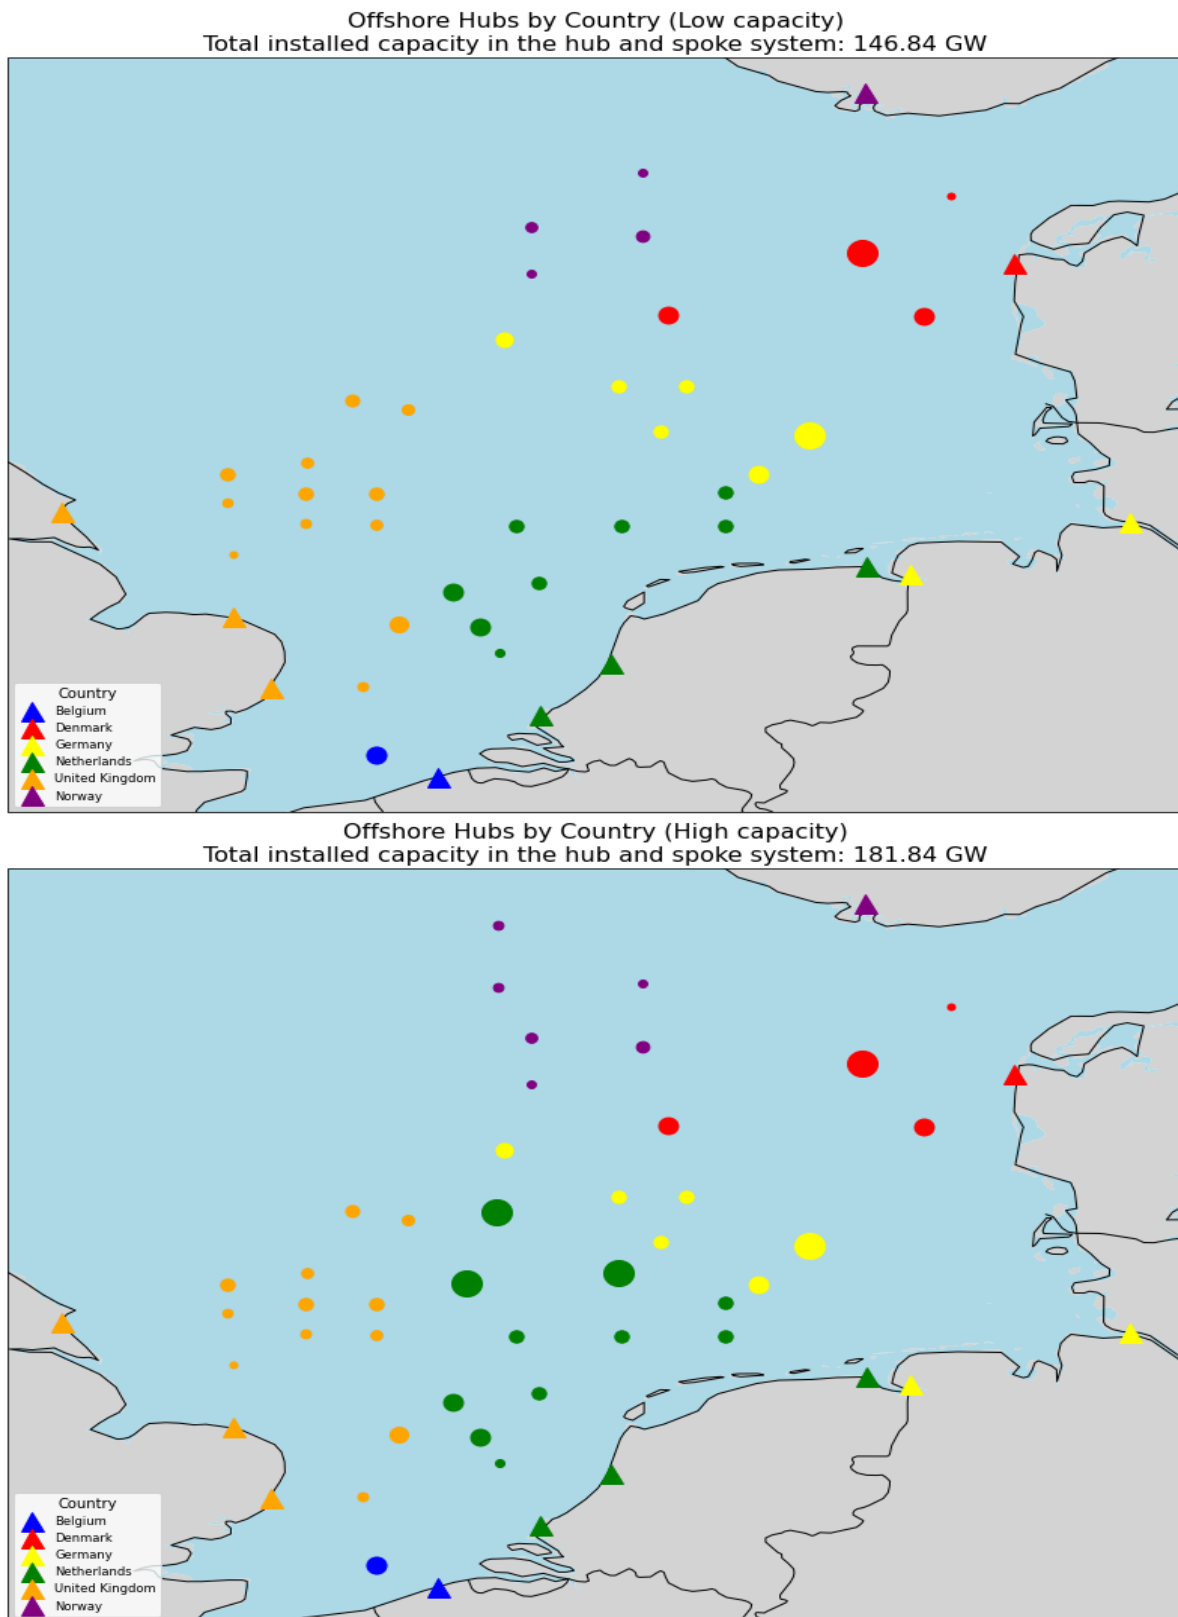 Offshore Hubs by Country (Low capacity)
Total installed capacity in the hub and spoke system: 146.84 GW
Country
Belgium
Denmark
Germany
Netherlands
United Kingdom
Norway
Offshore Hubs by Country (High capacity)
Total installed capacity in the hub and spoke system: 181.84 GW
Country
Belgium
Denmark
Germany
Netherlands
United Kingdom
Norway